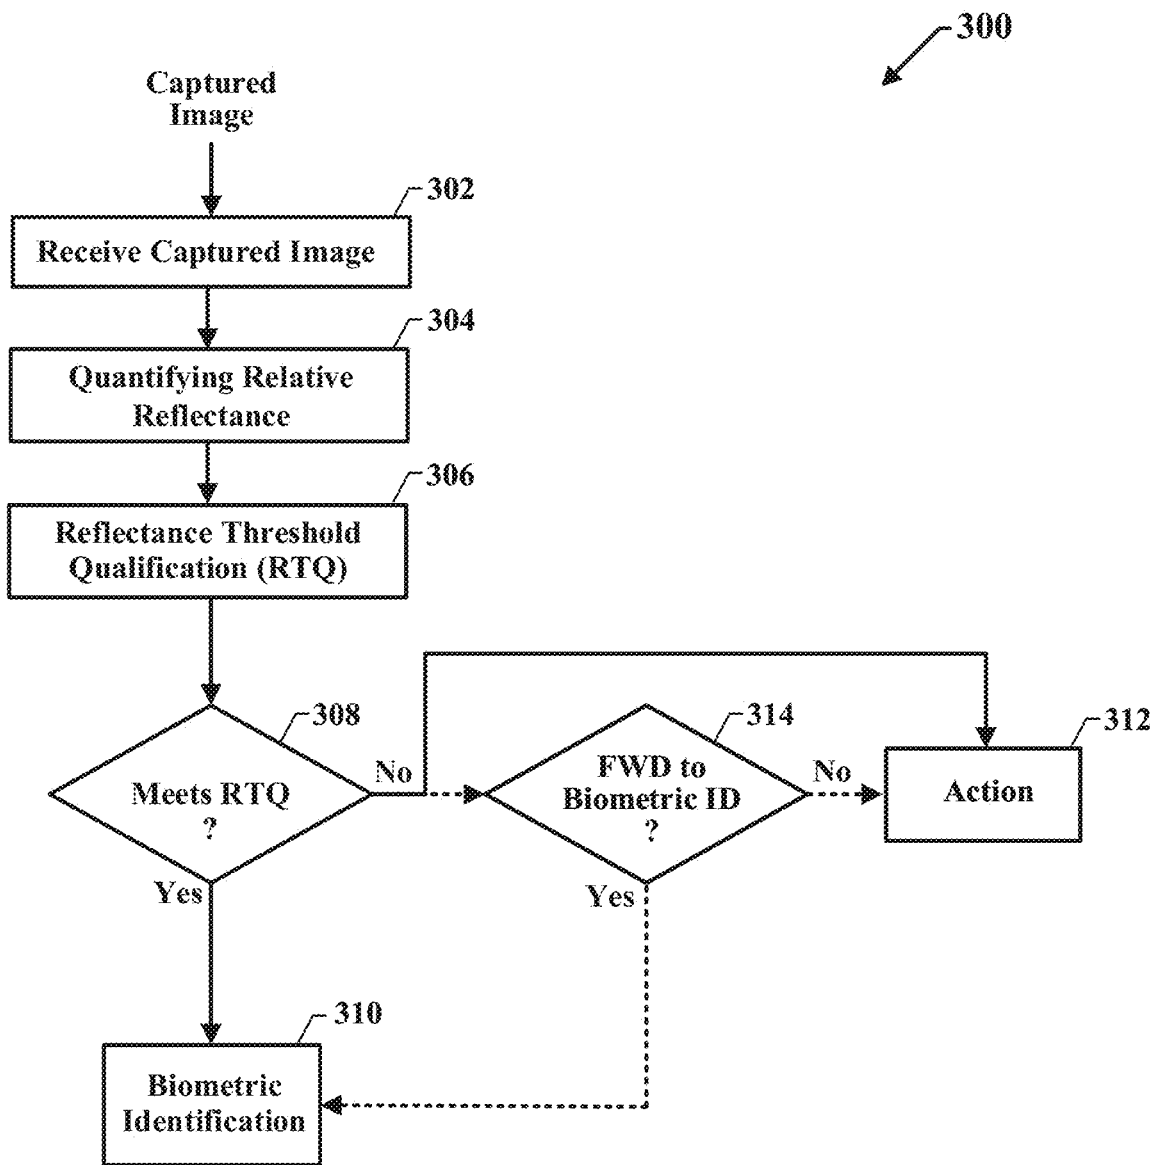 300
Captured
Image
302
Receive Captured Image
304
Quantifying Relative
Reflectance
306
Reflectance Threshold
Qualification (RTQ)
308
Meets RTQ
?
No
Yes
314
FWD to
Biometric ID
?
No
Yes
312
Action
310
Biometric
Identification